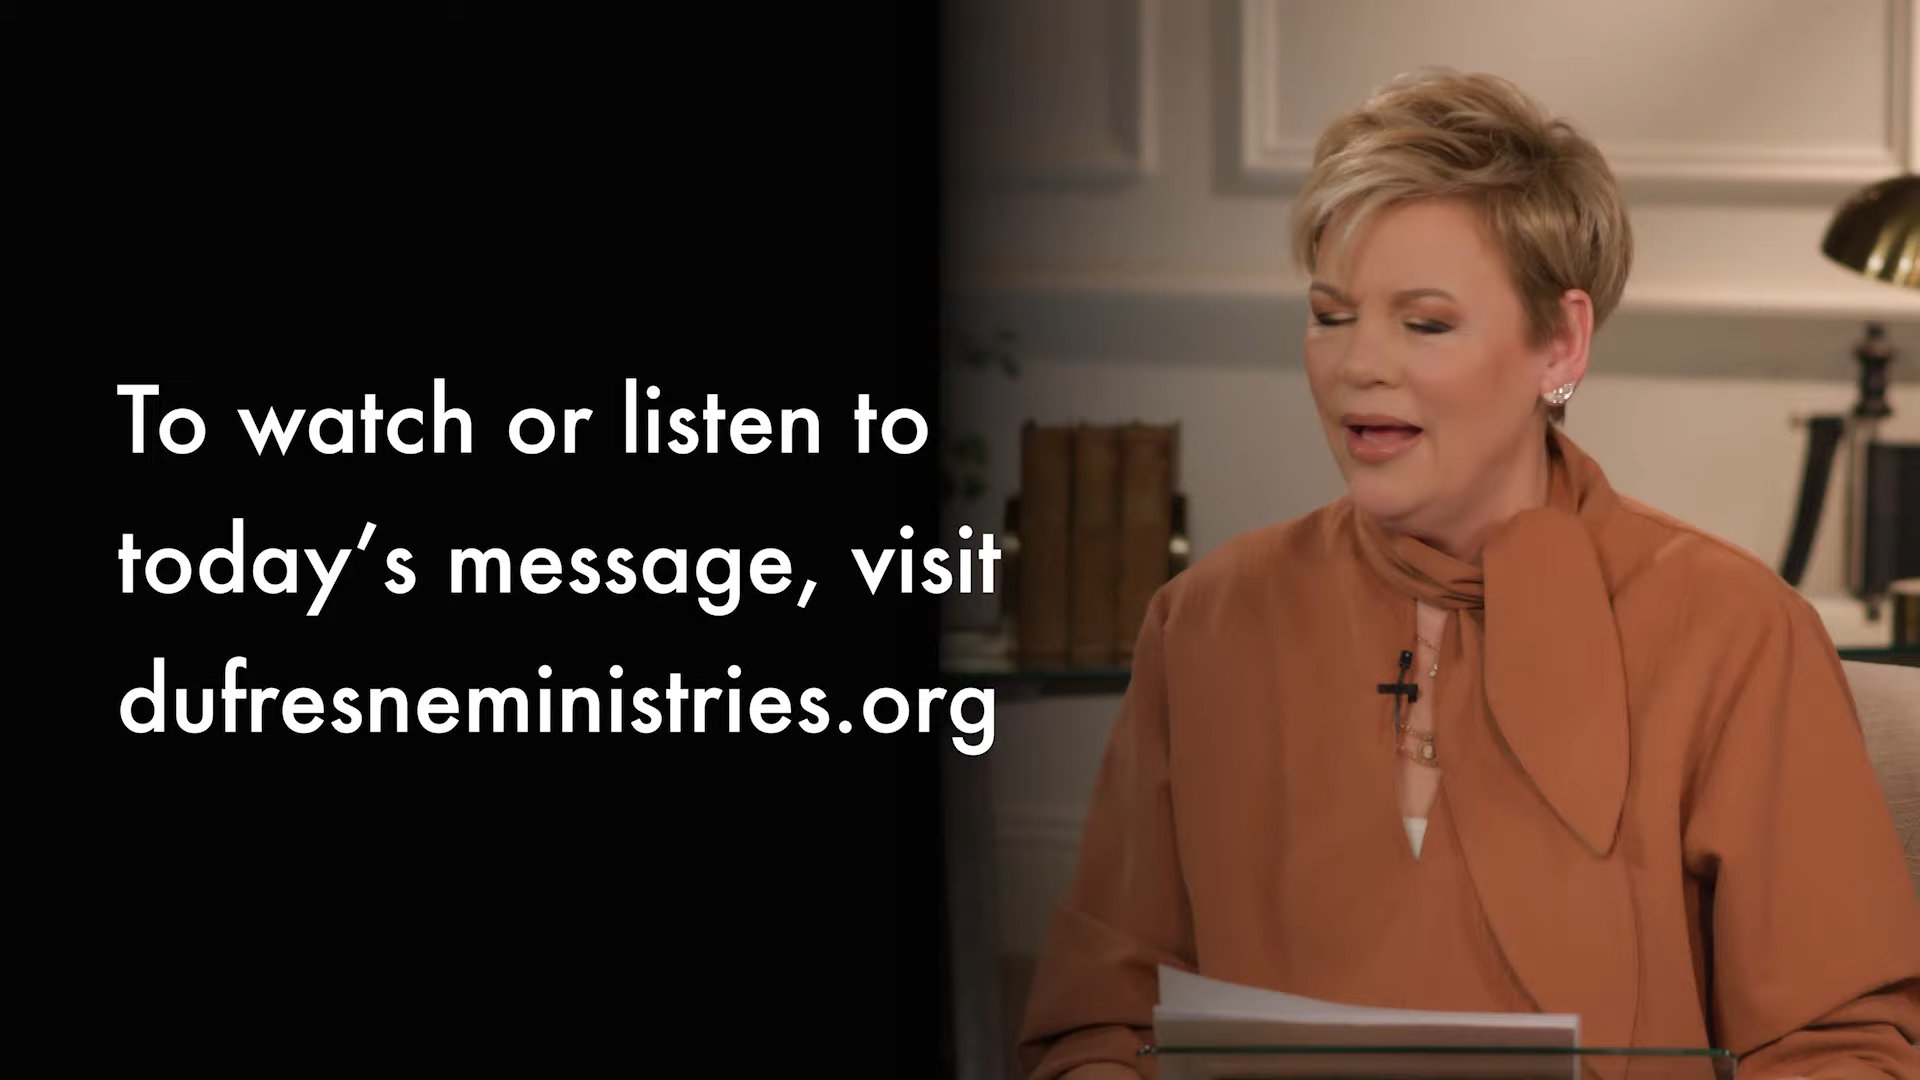 To watch or listen to
today’s message, visit
dufresneministries.org